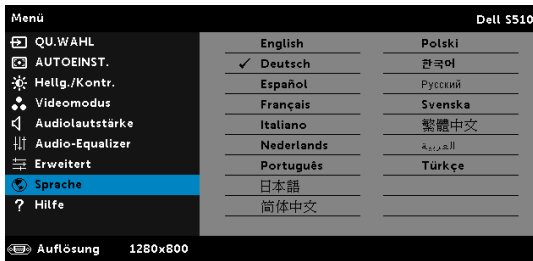 Menü Dell S510
QU.WAHL
AUTOEINST.
Hellg./Kontr.
Videomodus
Audiolautstärke
Audio-Equalizer
Erweitert
Sprache
? Hilfe
English Polski
✓ Deutsch 한국어
Español Русский
Français Svenska
Italiano 繁體中文
Nederlands العربية
Português Türkçe
日本語
简体中文
Auflösung 1280x800